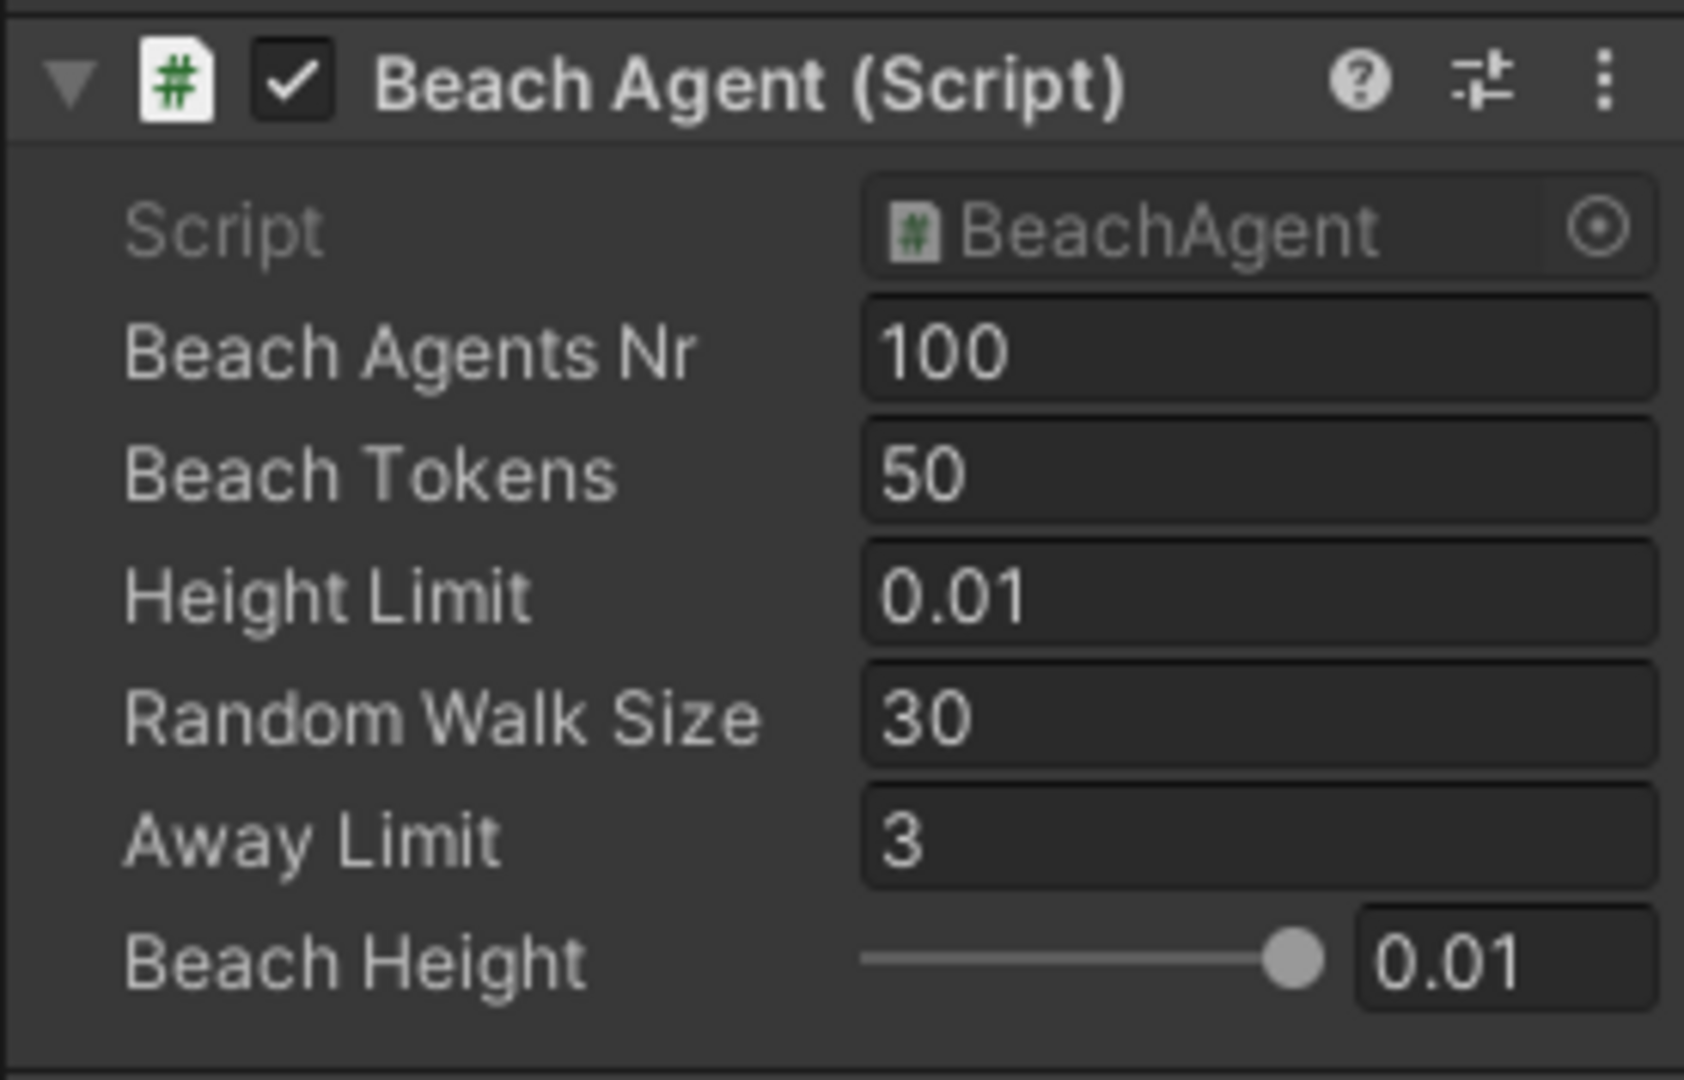 # Beach Agent (Script) ?
Script # BeachAgent
Beach Agents Nr 100
Beach Tokens 50
Height Limit 0.01
Random Walk Size 30
Away Limit 3
Beach Height 0.01